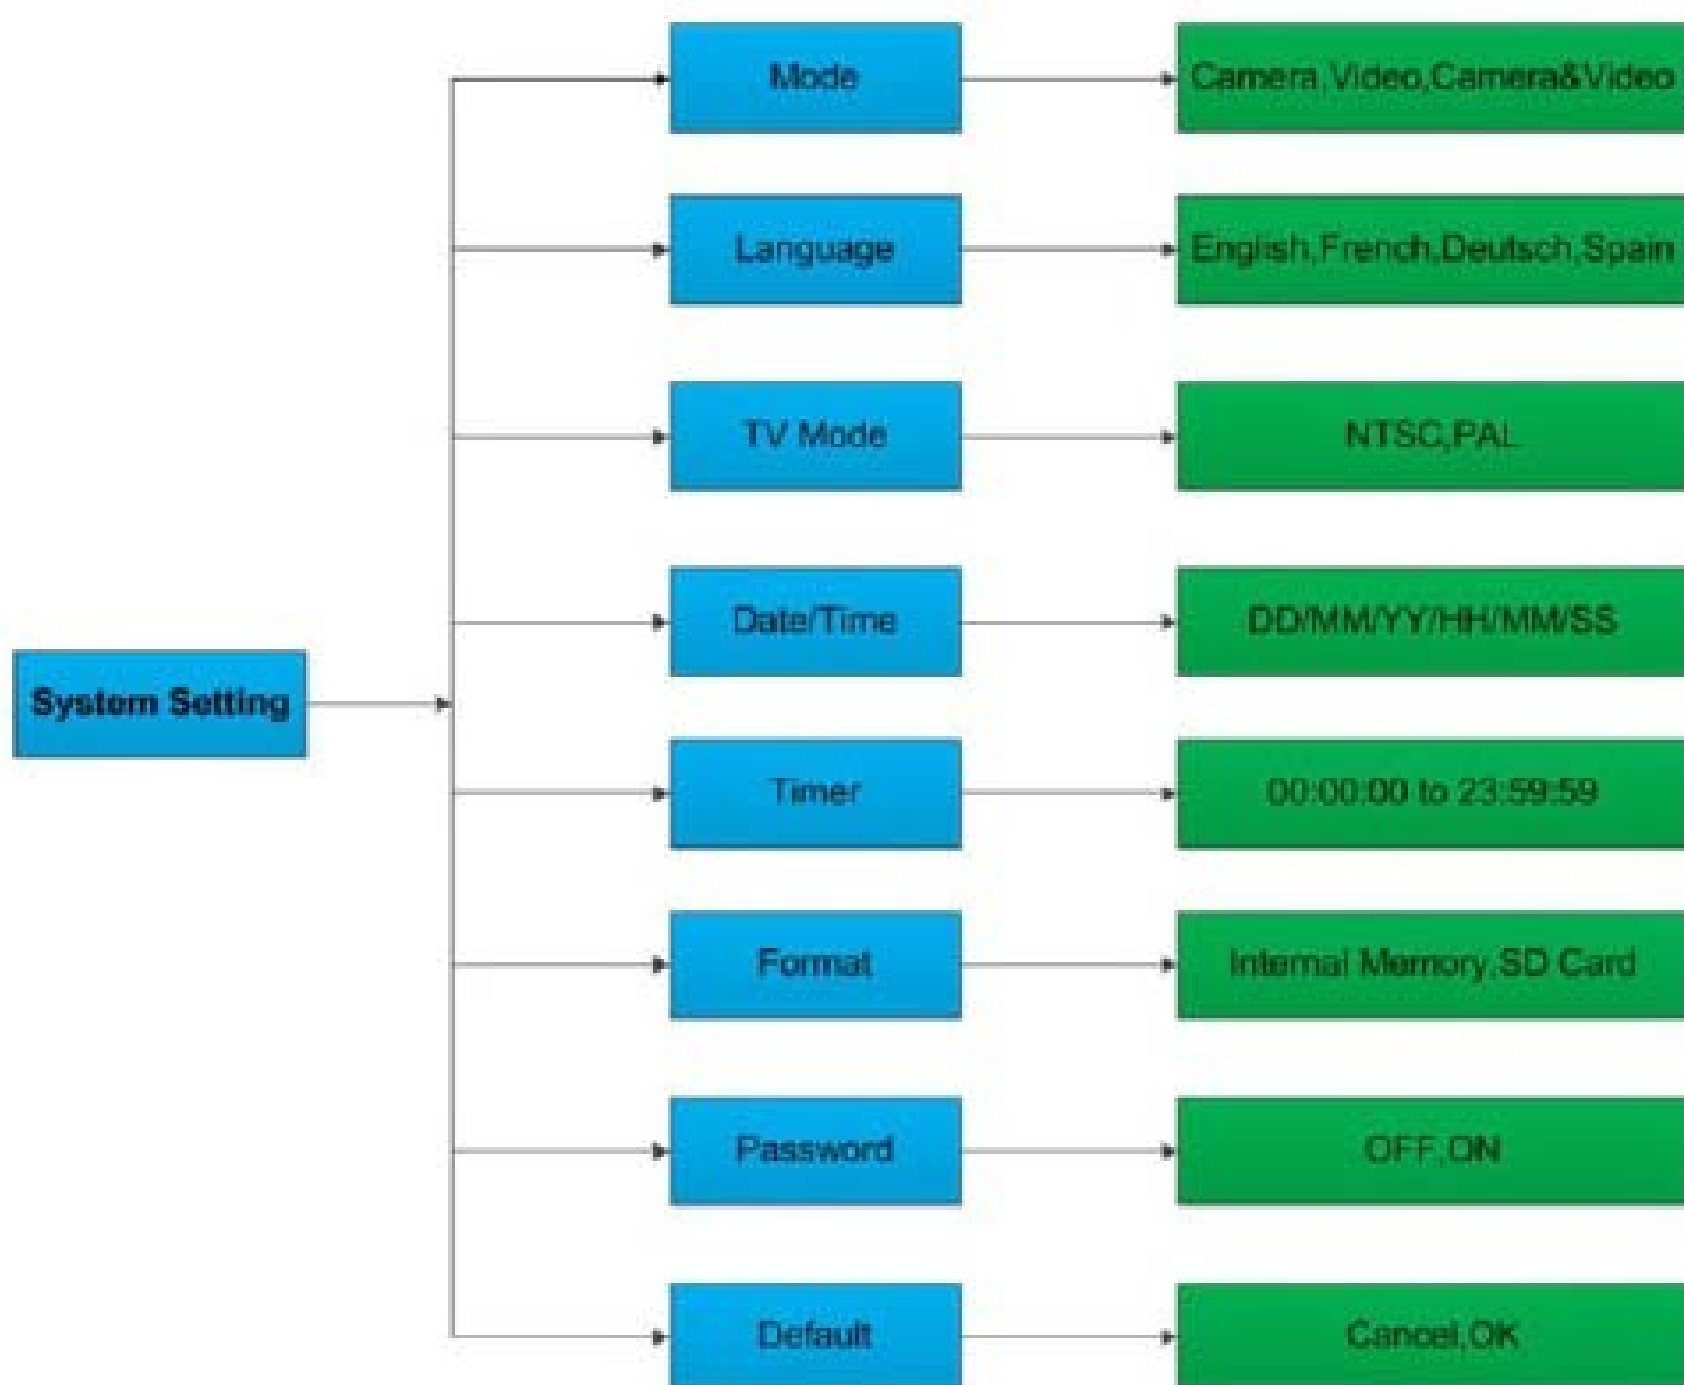 Mode
Camera,Video,Camera&Video
Language
English,French,Deutsch,Spain
TV Mode
NTSC,PAL
Date/Time
DD/MM/YY/HH/MM/SS
System Setting
Timer
00:00:00 to 23:59:59
Format
Internal Memory,SD Card
Password
OFF,ON
Default
Cancel,OK